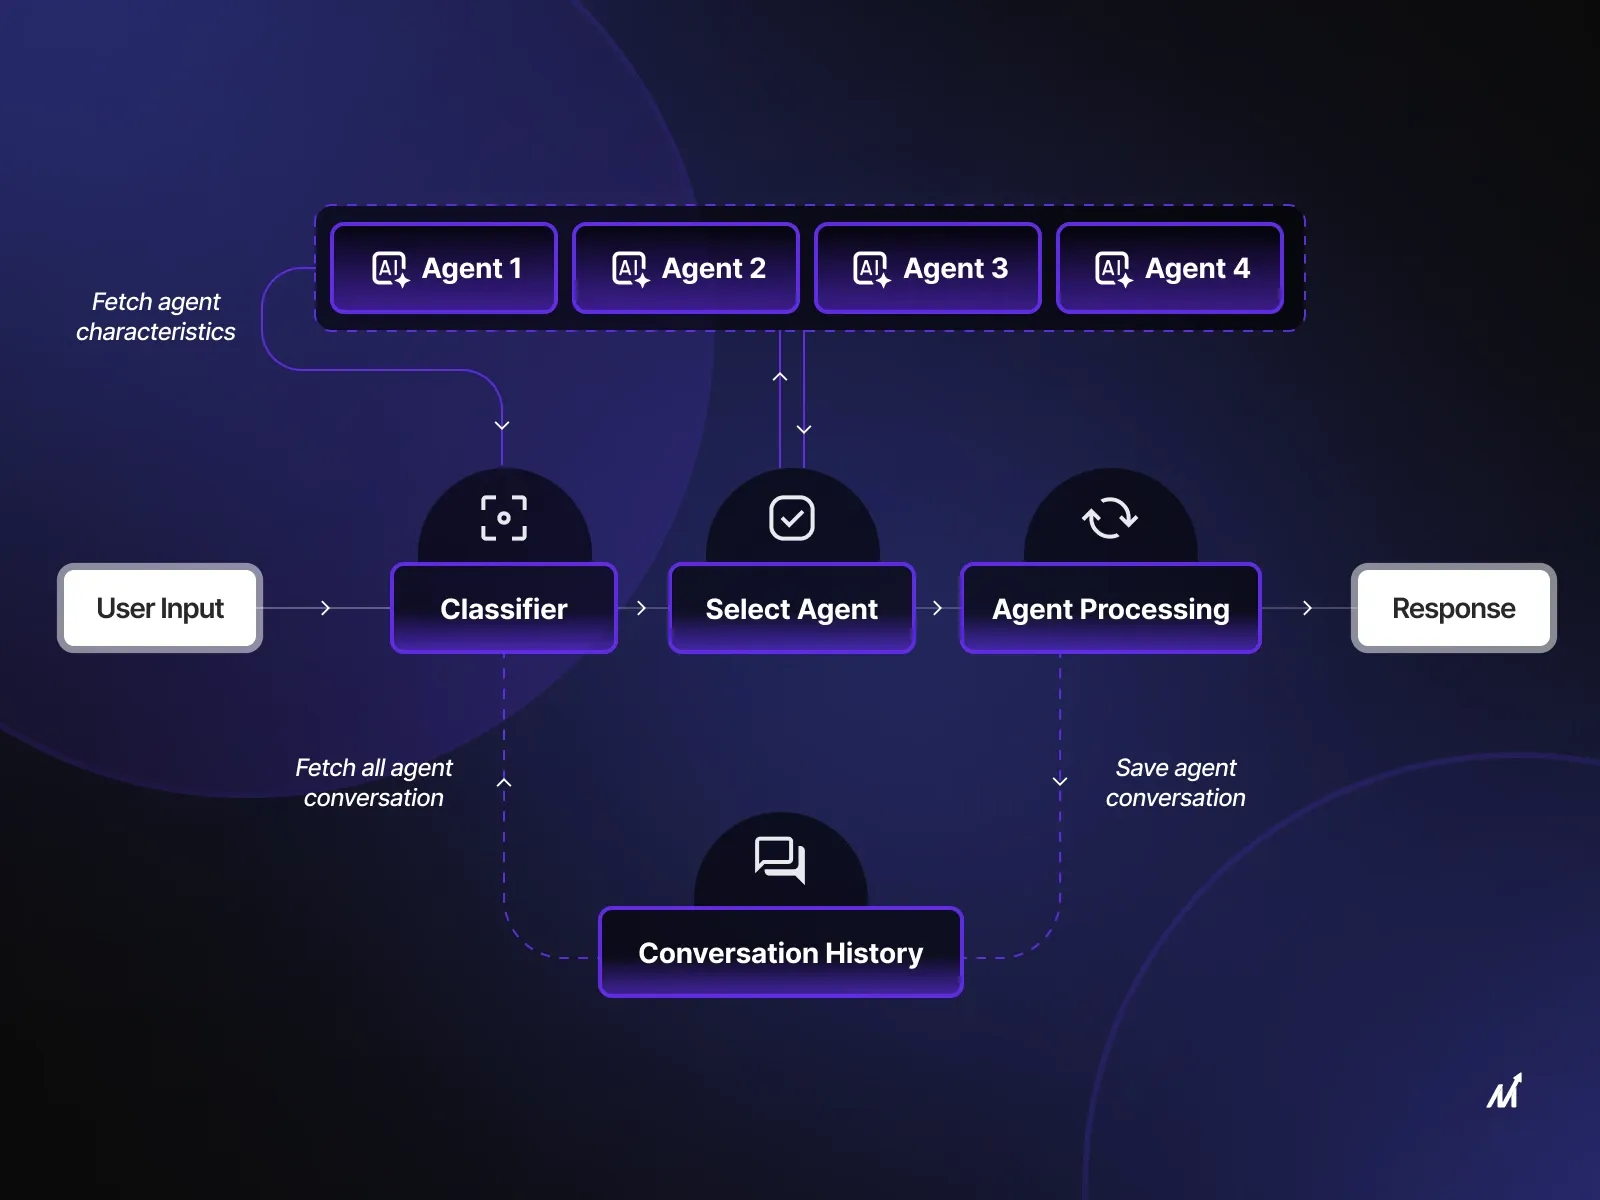 AI Agent 1
AI Agent 2
AI Agent 3
AI Agent 4
Fetch agent
characteristics
User Input
Classifier
Select Agent
Agent Processing
Response
Fetch all agent
conversation
Save agent
conversation
Conversation History